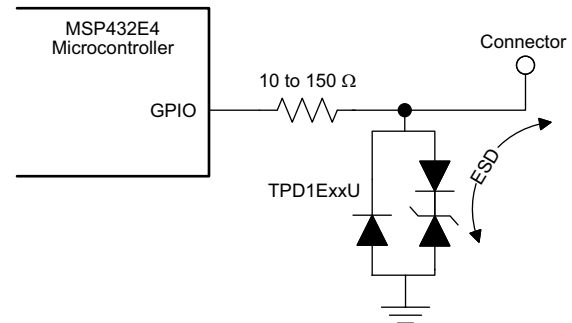 MSP432E4
Microcontroller
Connector
10 to 150 Ω
GPIO
TPD1ExxU
ESD